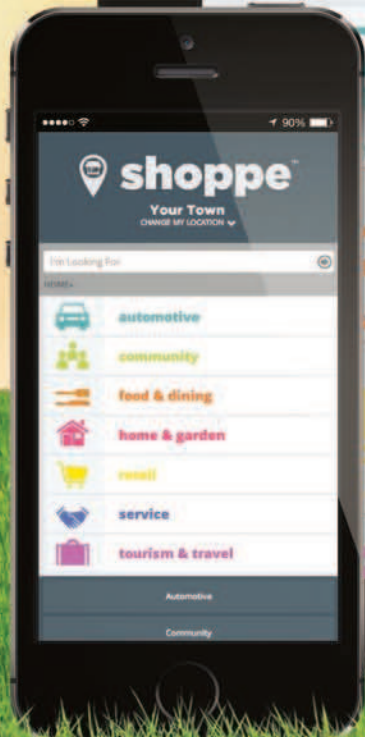 90%
shoppe™
Your Town
CHANGE MY LOCATION
I'm Looking For
HOME»
automotive
community
food & dining
home & garden
retail
service
tourism & travel
Automotive
Community